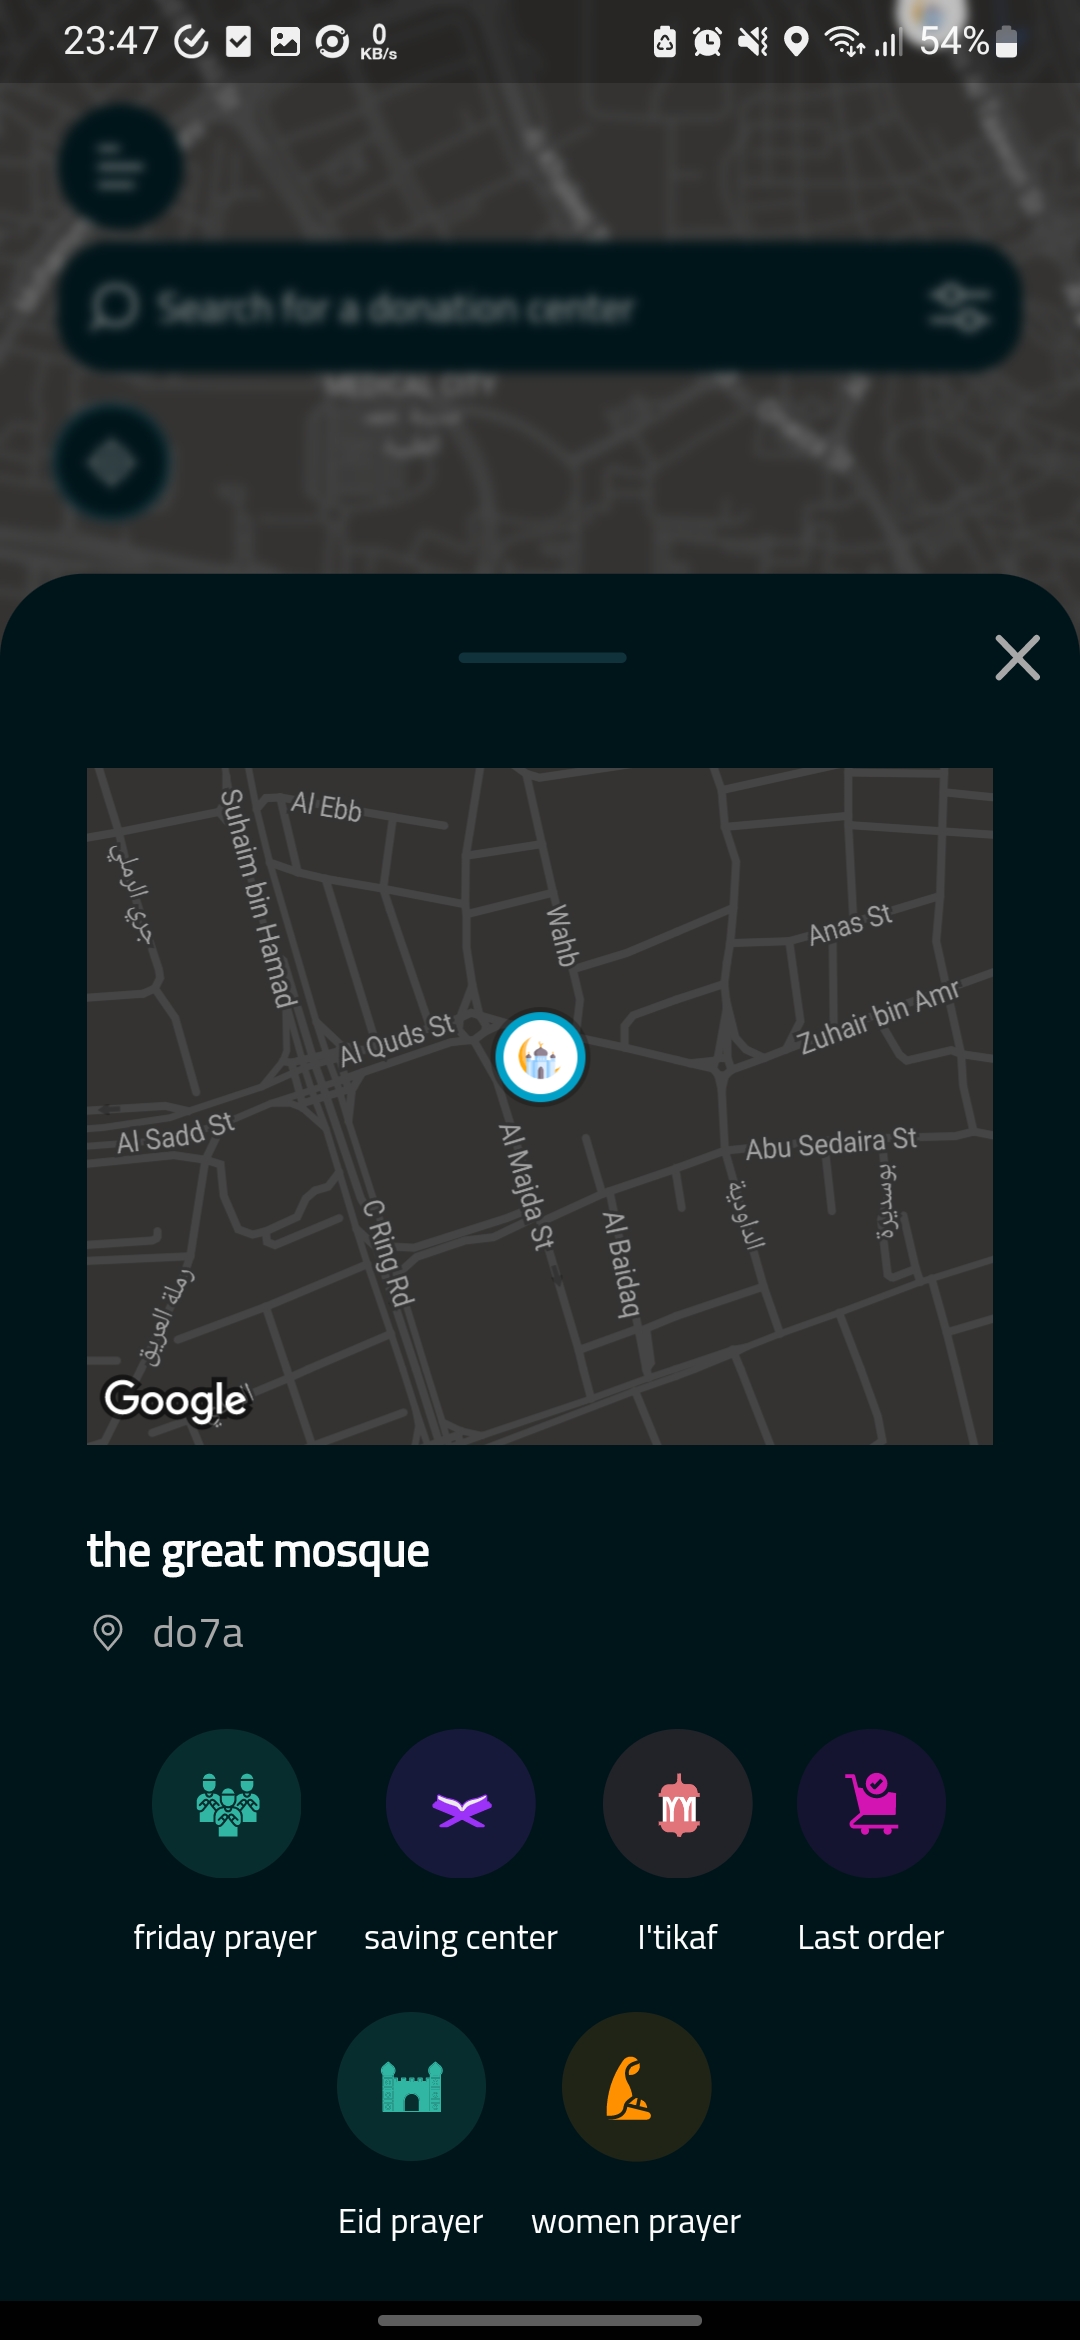 23:47
0
KB/s
54%
Search for a donation center
MEDICAL CITY
Al Ebb
Suhaim bin Hamad
جدي الرملي
Wahb
Anas St
Al Quds St
Zuhair bin Amr
Al Sadd St
Al Majda St
Abu Sedaira St
الداودية
بوسديرة
C Ring Rd
Al Baidaq
رملة العريق
Google
the great mosque
do7a
friday prayer
saving center
I'tikaf
Last order
Eid prayer
women prayer